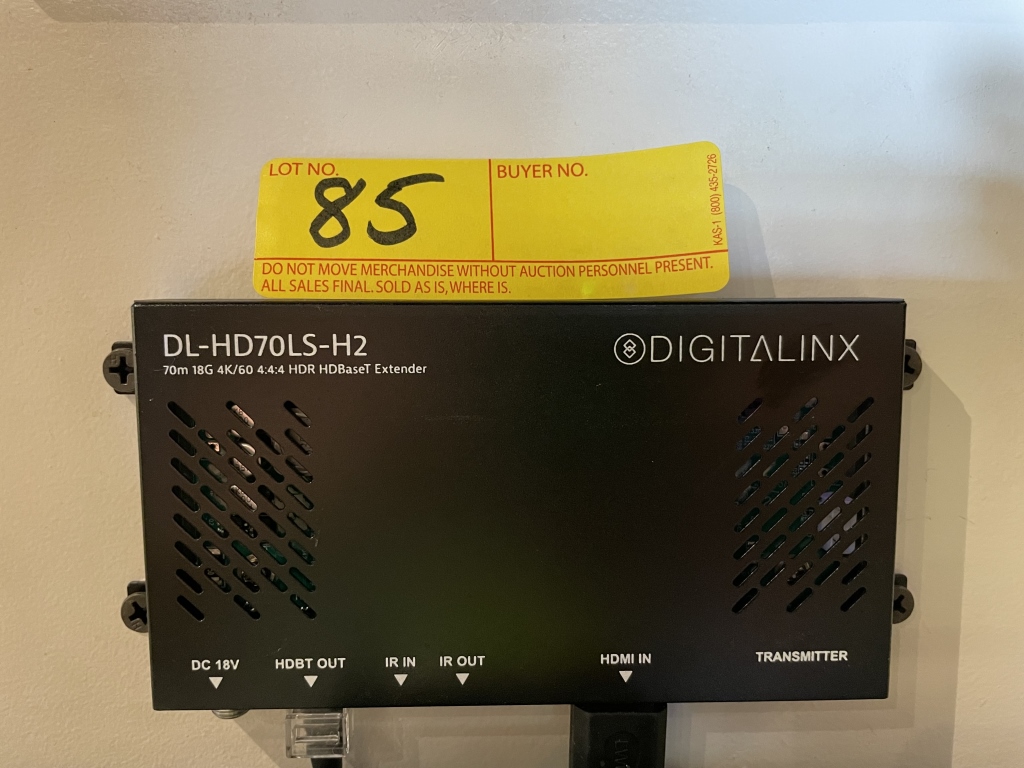 LOT NO.
85
BUYER NO.
KAS-1 (800) 435-2726
DO NOT MOVE MERCHANDISE WITHOUT AUCTION PERSONNEL PRESENT.
ALL SALES FINAL. SOLD AS IS, WHERE IS.
DL-HD70LS-H2
70m 18G 4K/60 4:4:4 HDR HDBaseT Extender
DIGITALINX
DC 18V
HDBT OUT
IR IN
IR OUT
HDMI IN
TRANSMITTER